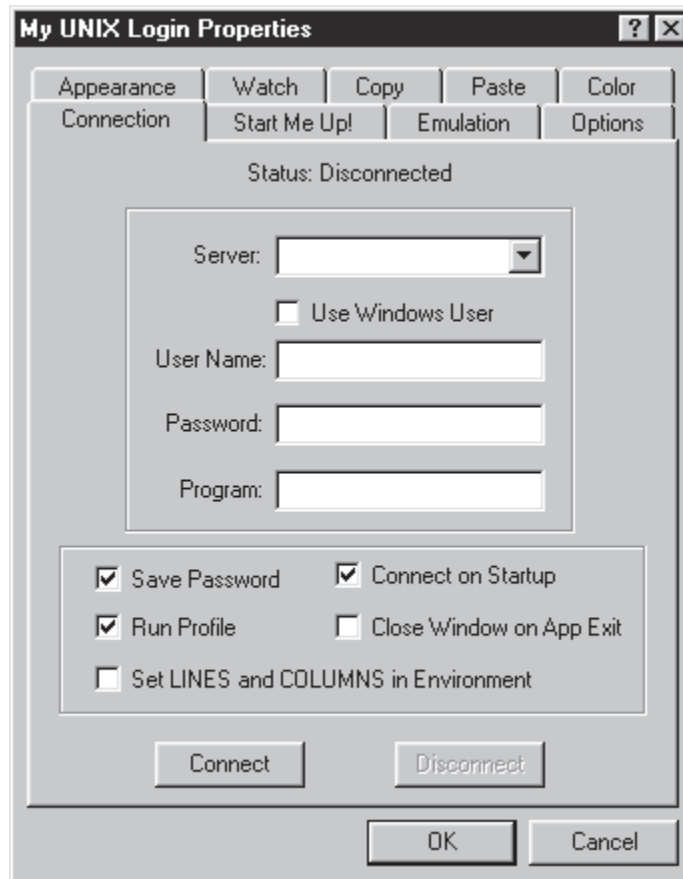 My UNIX Login Properties ? X
Appearance Watch Copy Paste Color
Connection Start Me Up! Emulation Options
Status: Disconnected
Server:
Use Windows User
User Name:
Password:
Program:
Save Password Connect on Startup
Run Profile Close Window on App Exit
Set LINES and COLUMNS in Environment
Connect Disconnect
OK Cancel